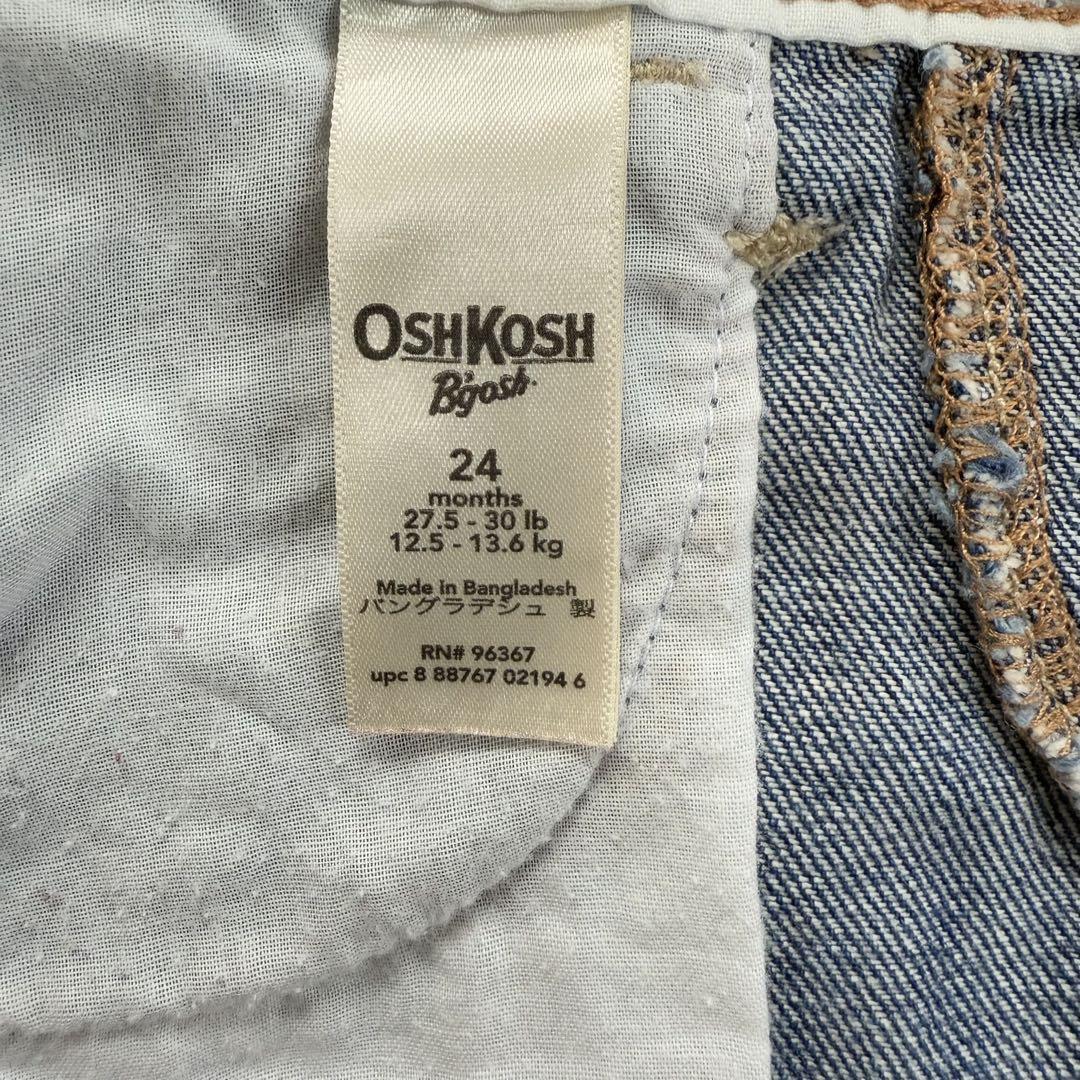 OSHKOSH
B'gosh.
24
months
27.5 - 30 lb
12.5 - 13.6 kg
Made in Bangladesh
バングラデシュ 製
RN# 96367
upc 8 88767 02194 6